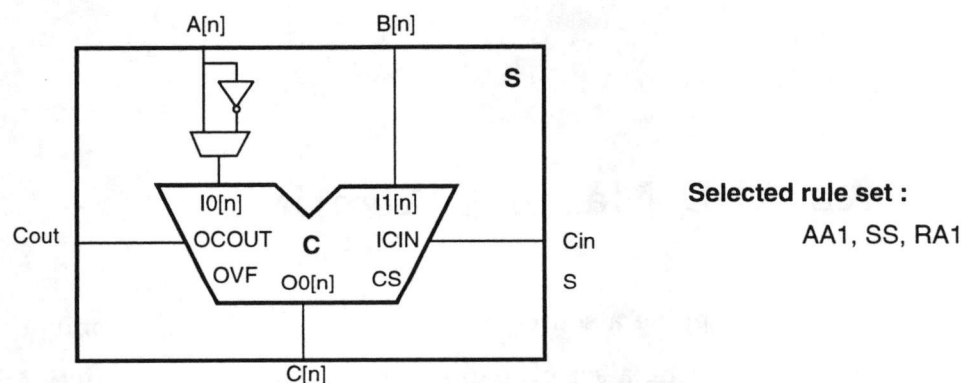 A[n] B[n]
S
I0[n] I1[n]
Selected rule set :
Cout OCOUT C ICIN Cin
AA1, SS, RA1
OVF O0[n] CS S
C[n]